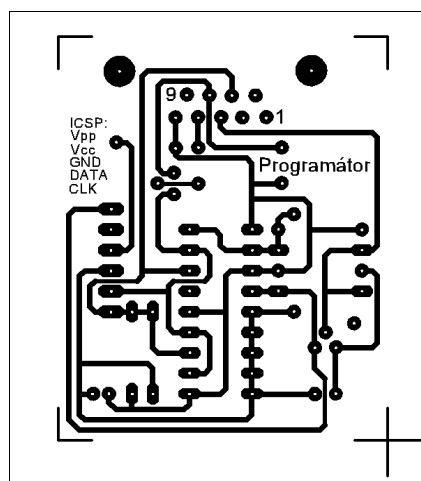 9
1
ICSP:
Vpp
Vcc
GND
DATA
CLK
Programátor